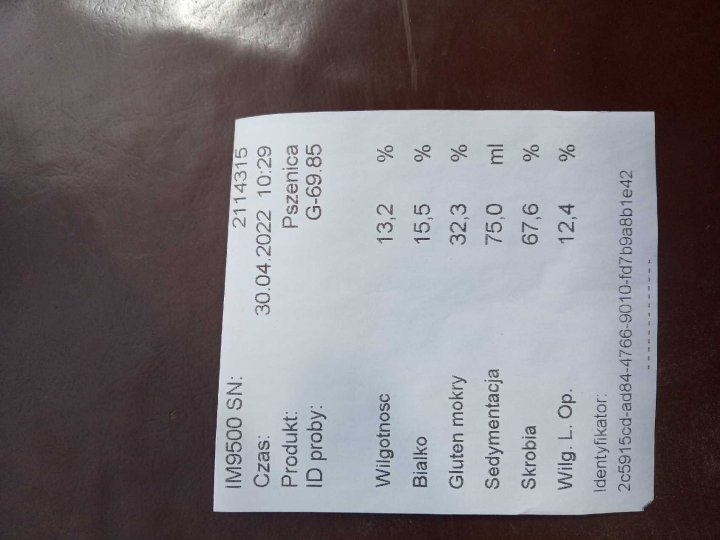 IM9500 SN: 2114315
Czas: 30.04.2022 10:29
Produkt: Pszenica
ID proby: G-69.85
Wilgotnosc 13,2 %
Bialko 15,5 %
Gluten mokry 32,3 %
Sedymentacja 75,0 ml
Skrobia 67,6 %
Wilg. L. Op. 12,4 %
Identyfikator:
2c5915cd-ad84-4766-9010-fd7b9a8b1e42
---------------